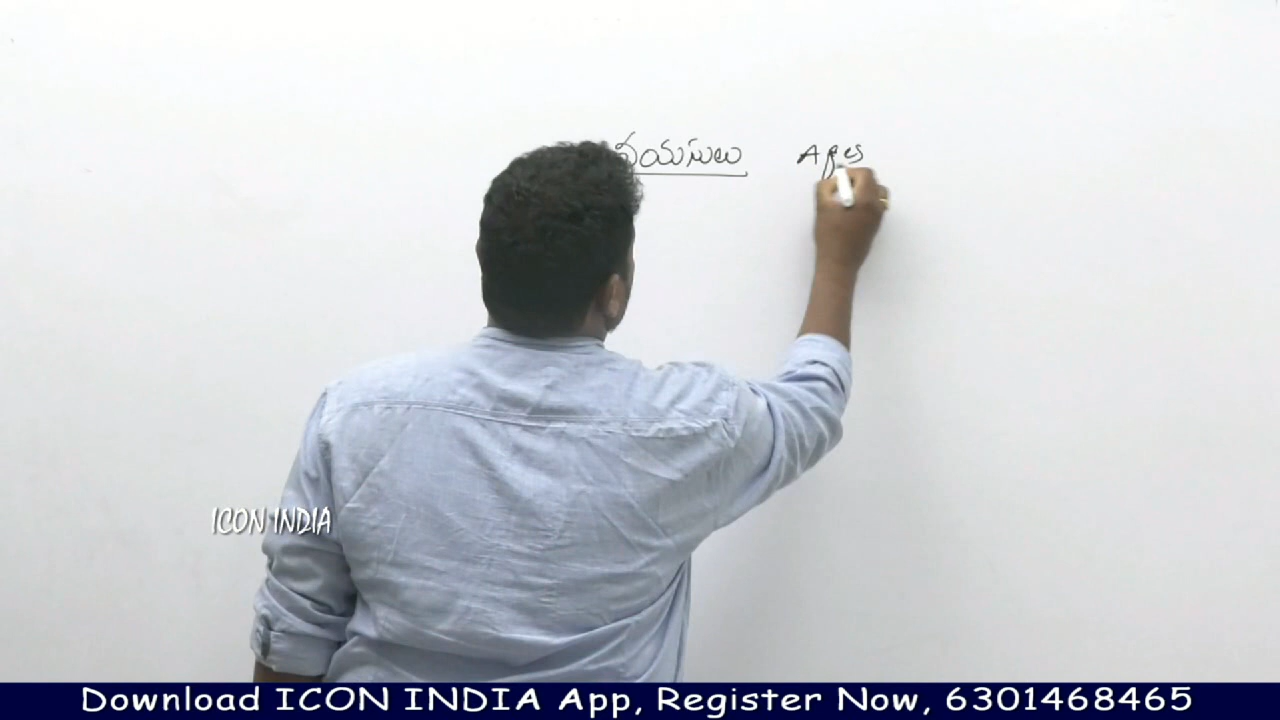 వయసులు Ages
ICON INDIA
Download ICON INDIA App, Register Now, 6301468465